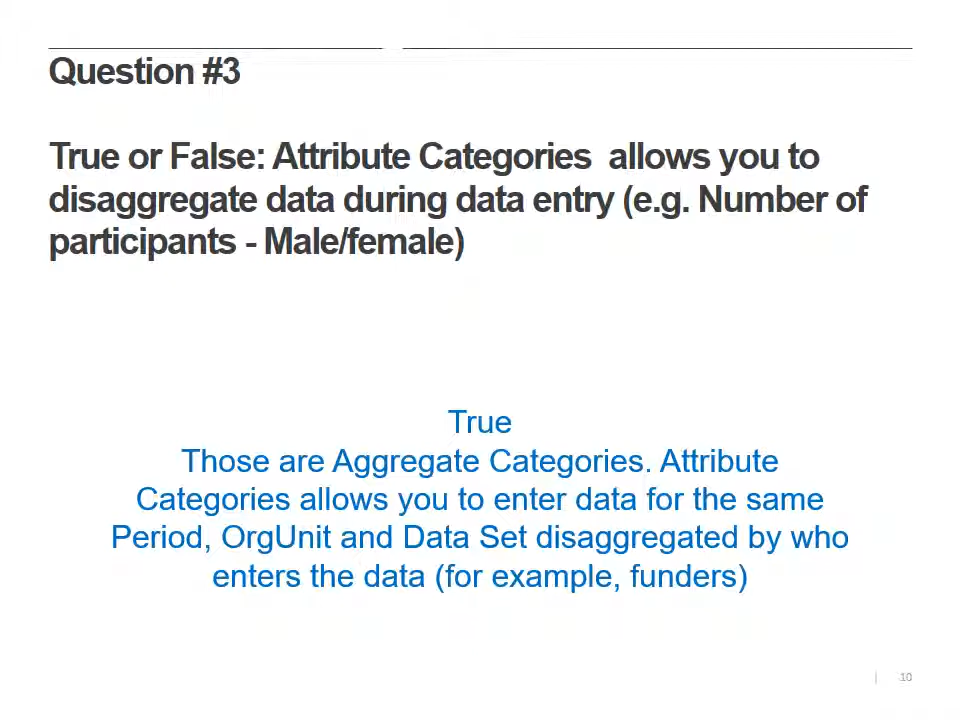 Question #3
True or False: Attribute Categories allows you to
disaggregate data during data entry (e.g. Number of
participants - Male/female)
True
Those are Aggregate Categories. Attribute
Categories allows you to enter data for the same
Period, OrgUnit and Data Set disaggregated by who
enters the data (for example, funders)
| 10